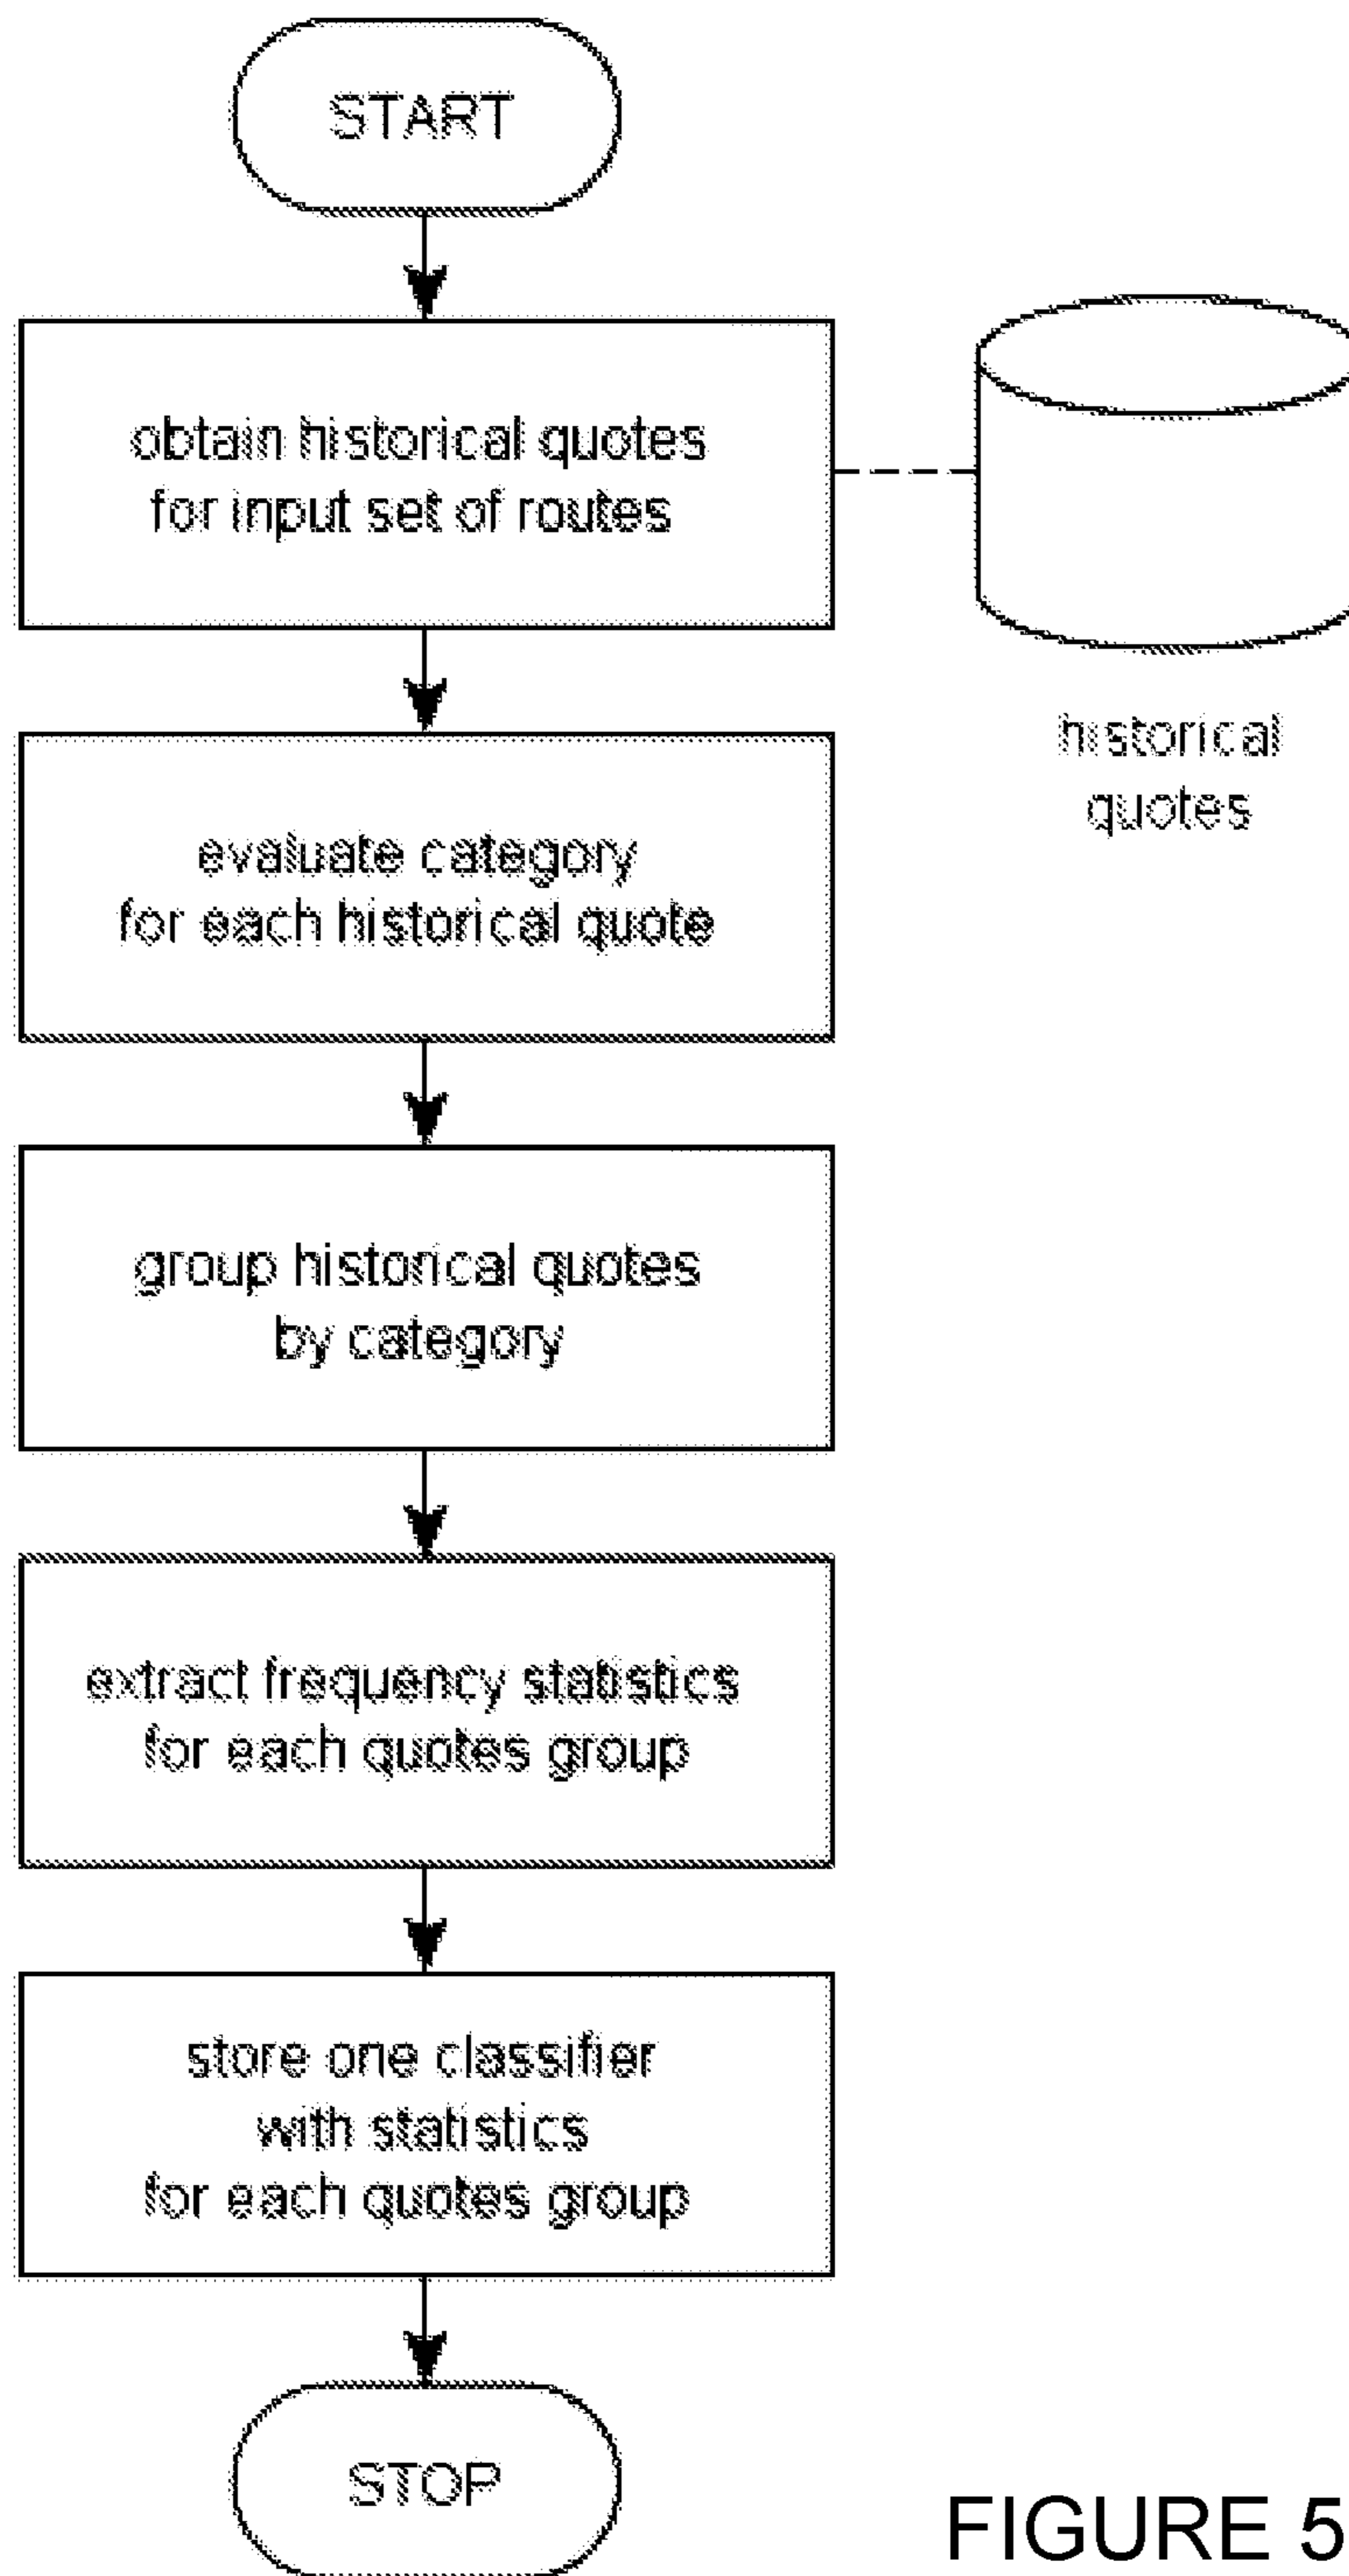 START
obtain historical quotes
for input set of routes
historical
quotes
evaluate category
for each historical quote
group historical quotes
by category
extract frequency statistics
for each quotes group
store one classifier
with statistics
for each quotes group
STOP
FIGURE 5